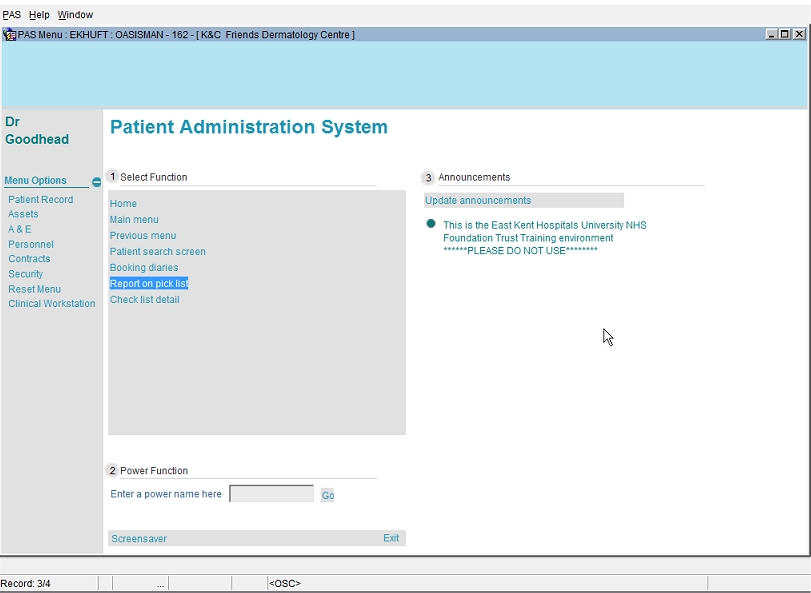 PAS Help Window
PAS Menu : EKHUFT : OASISMAN - 162 - [ K&C Friends Dermatology Centre ]
Dr
Goodhead
Patient Administration System
Menu Options
Patient Record
Assets
A & E
Personnel
Contracts
Security
Reset Menu
Clinical Workstation
1 Select Function
Home
Main menu
Previous menu
Patient search screen
Booking diaries
Report on pick list
Check list detail
2 Power Function
Enter a power name here Go
Screensaver Exit
3 Announcements
Update announcements
This is the East Kent Hospitals University NHS
Foundation Trust Training environment
******PLEASE DO NOT USE********
Record: 3/4 ... <OSC>